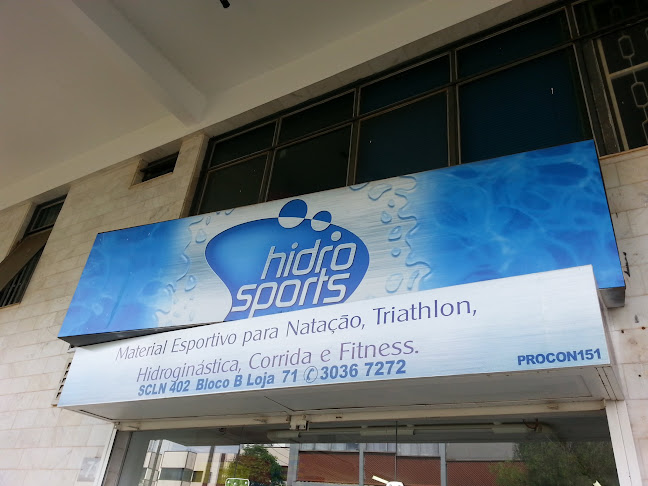 hidro
sports
Material Esportivo para Natação, Triathlon,
Hidroginástica, Corrida e Fitness.
SCLN 402 Bloco B Loja 71 ✆ 3036 7272
PROCON151